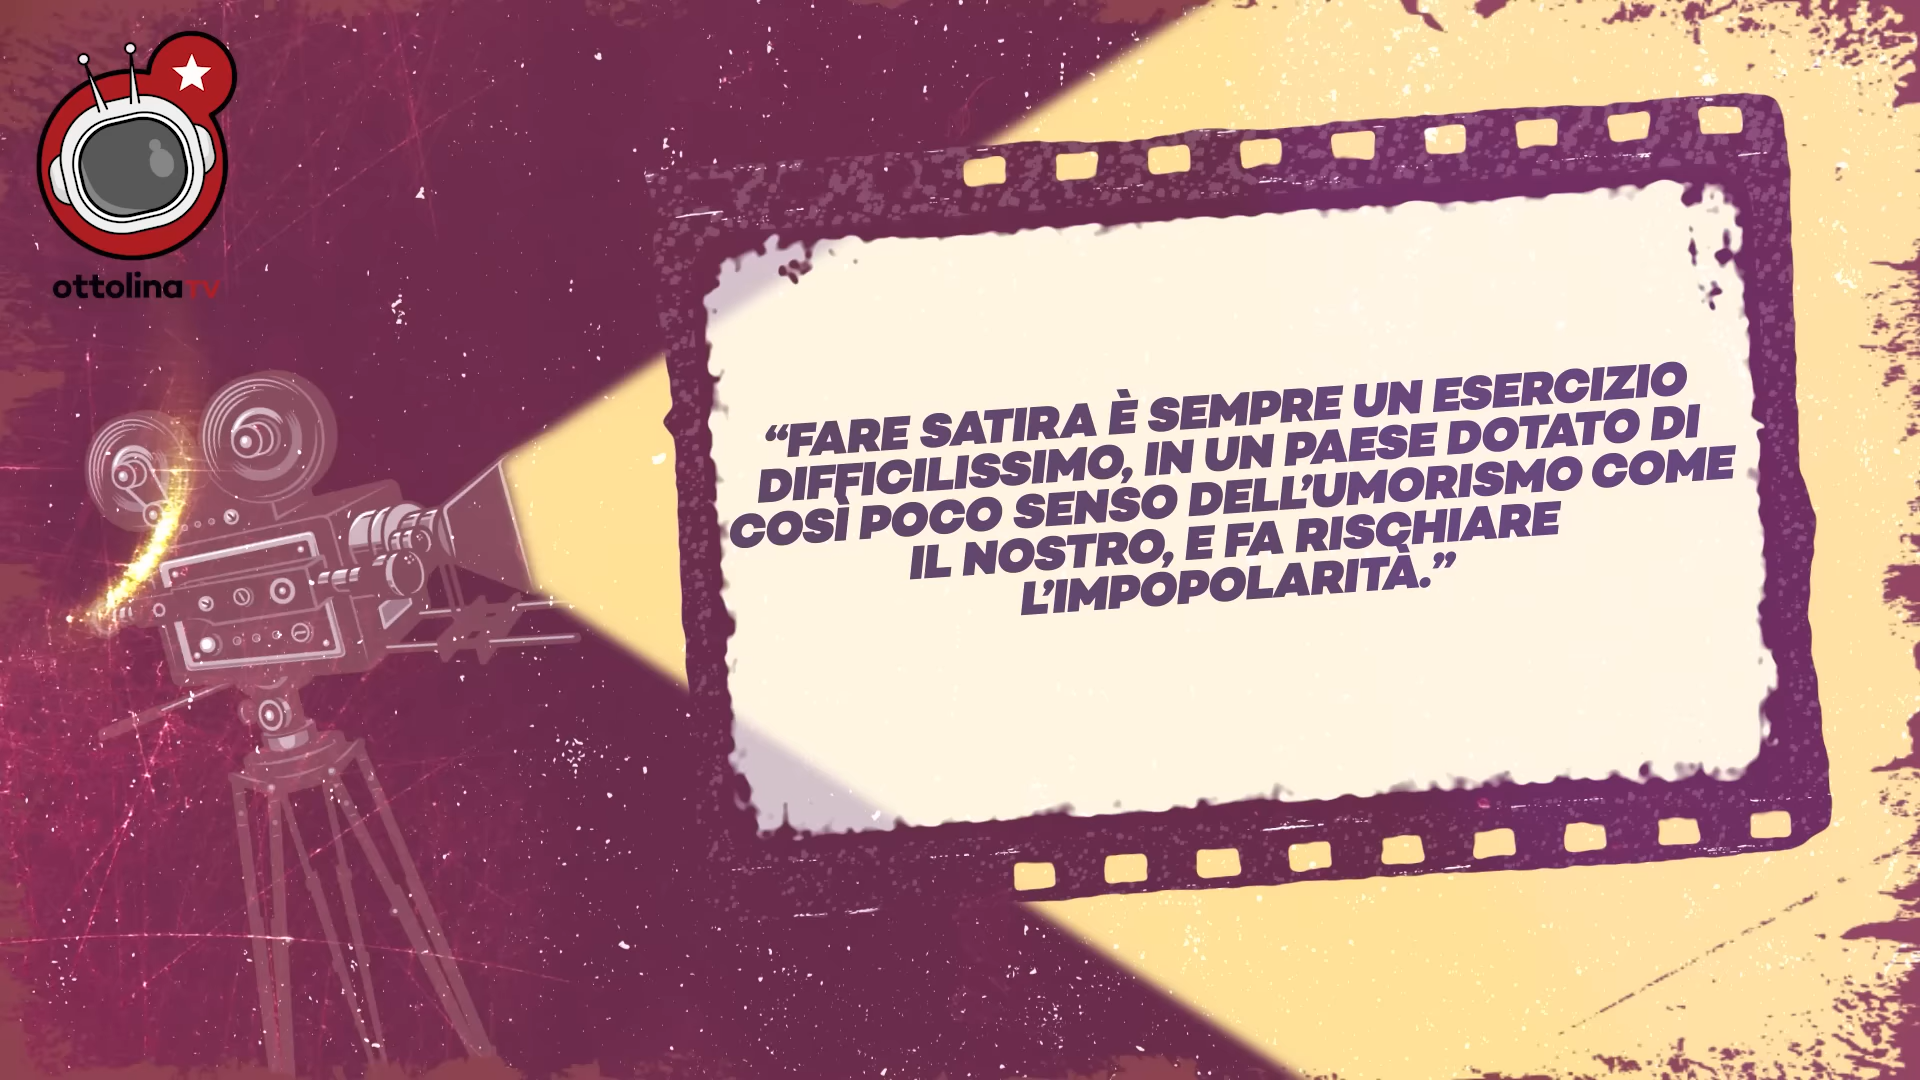 ottolinaTV
“FARE SATIRA È SEMPRE UN ESERCIZIO
DIFFICILISSIMO, IN UN PAESE DOTATO DI
COSÌ POCO SENSO DELL’UMORISMO COME
IL NOSTRO, E FA RISCHIARE
L’IMPOPOLARITÀ.”